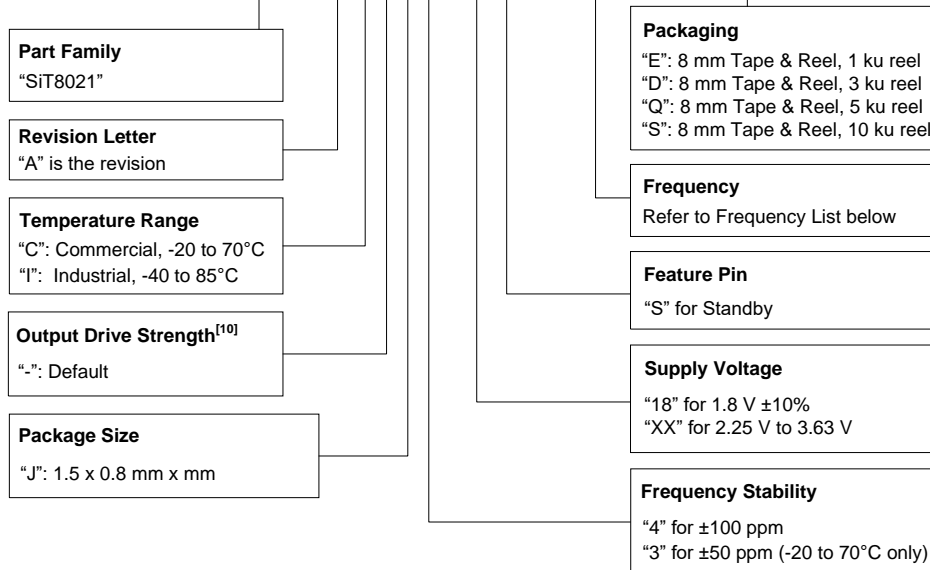 Part Family
“SiT8021”
Revision Letter
“A” is the revision
Temperature Range
“C”: Commercial, -20 to 70°C
“I”: Industrial, -40 to 85°C
Output Drive Strength[10]
“-”: Default
Package Size
“J”: 1.5 x 0.8 mm x mm
Packaging
“E”: 8 mm Tape & Reel, 1 ku reel
“D”: 8 mm Tape & Reel, 3 ku reel
“Q”: 8 mm Tape & Reel, 5 ku reel
“S”: 8 mm Tape & Reel, 10 ku reel
Frequency
Refer to Frequency List below
Feature Pin
“S” for Standby
Supply Voltage
“18” for 1.8 V ±10%
“XX” for 2.25 V to 3.63 V
Frequency Stability
“4” for ±100 ppm
“3” for ±50 ppm (-20 to 70°C only)